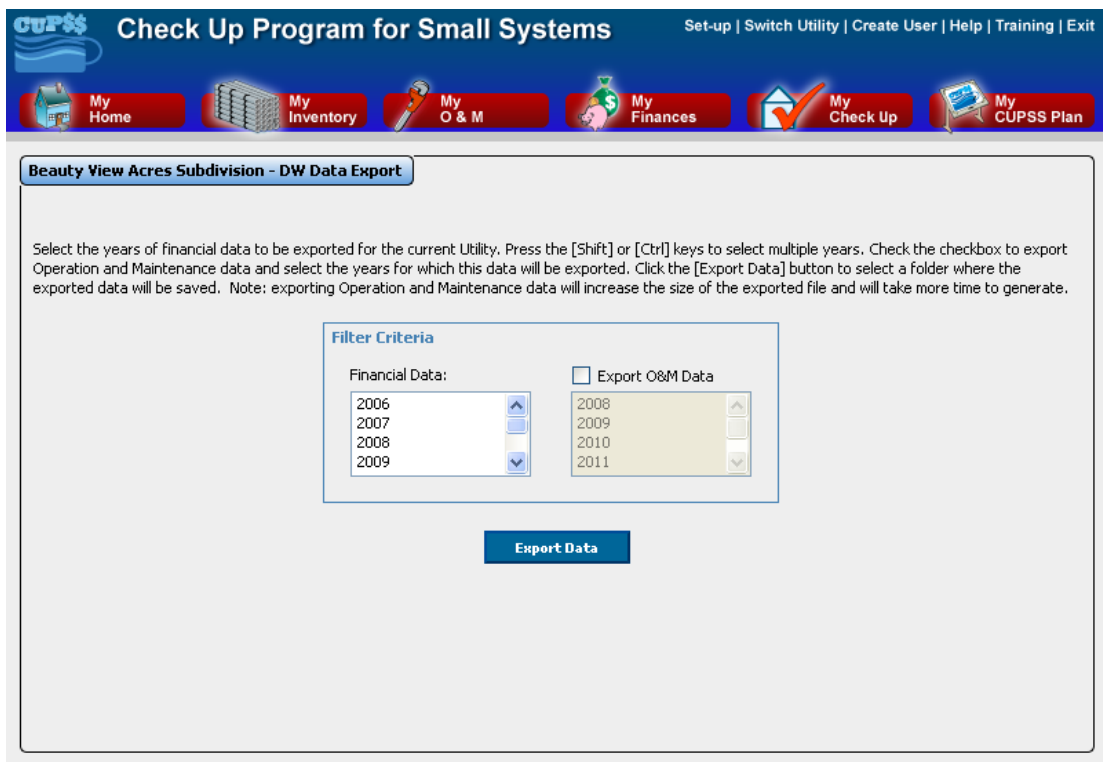 CUP$$
Check Up Program for Small Systems
Set-up | Switch Utility | Create User | Help | Training | Exit
My
Home
My
Inventory
My
O & M
My
Finances
My
Check Up
My
CUPSS Plan
Beauty View Acres Subdivision - DW Data Export
Select the years of financial data to be exported for the current Utility. Press the [Shift] or [Ctrl] keys to select multiple years. Check the checkbox to export
Operation and Maintenance data and select the years for which this data will be exported. Click the [Export Data] button to select a folder where the
exported data will be saved.  Note: exporting Operation and Maintenance data will increase the size of the exported file and will take more time to generate.
Filter Criteria
Financial Data:
2006
2007
2008
2009
Export O&M Data
2008
2009
2010
2011
Export Data